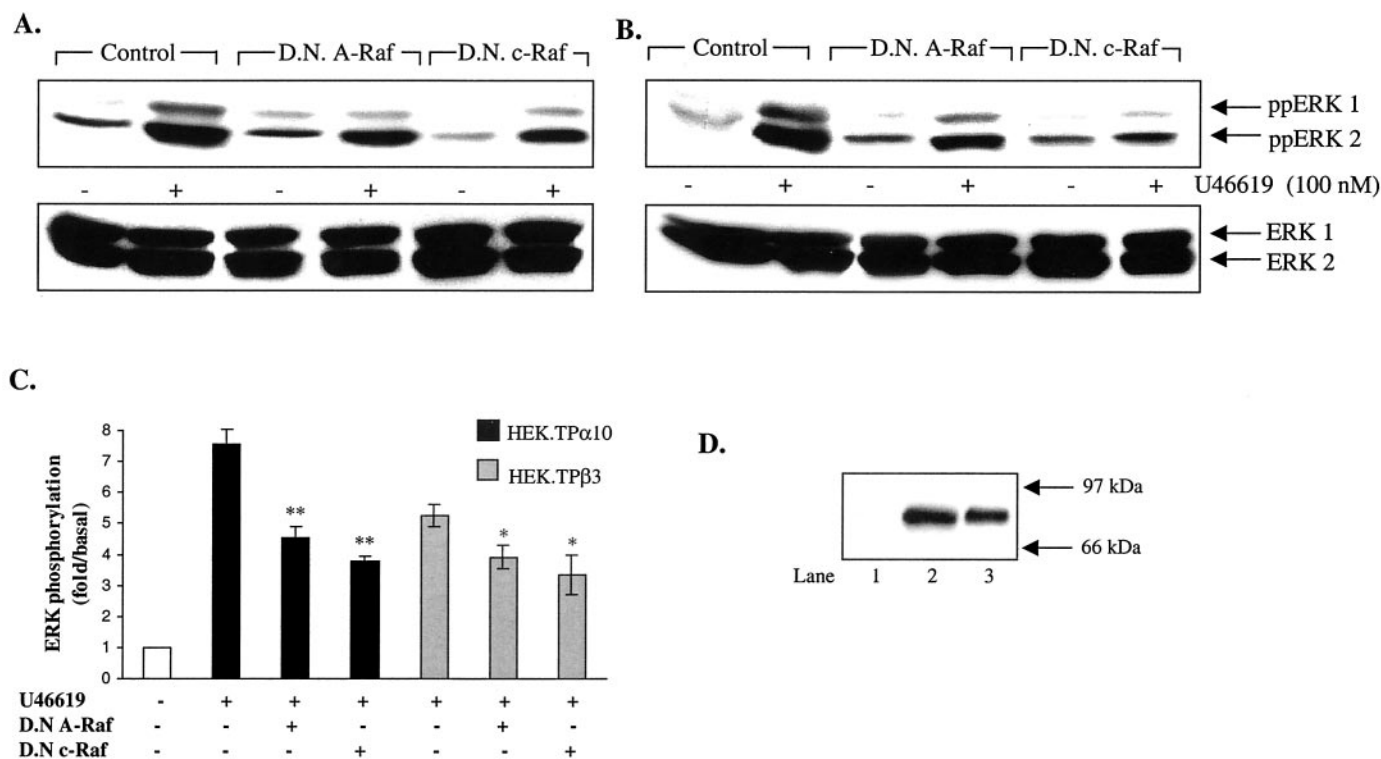 A.
Control D.N. A-Raf D.N. c-Raf
- + - + - +
B.
Control D.N. A-Raf D.N. c-Raf
ppERK 1
ppERK 2
- + - + - + U46619 (100 nM)
ERK 1
ERK 2
C.
ERK phosphorylation
(fold/basal)
8
7
6
5
4
3
2
1
0
** ** * *
HEK.TPα10
HEK.TPβ3
U46619 - + + + + + +
D.N A-Raf - - + - - + -
D.N c-Raf - - - + - - +
D.
97 kDa
66 kDa
Lane 1 2 3